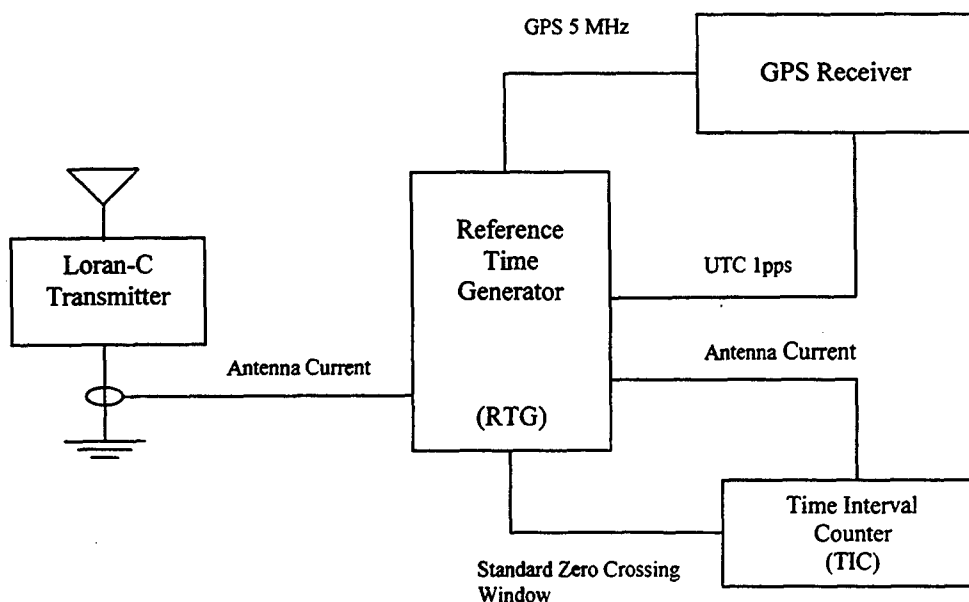 GPS 5 MHz
GPS Receiver
Reference
Time
Generator
(RTG)
Loran-C
Transmitter
UTC 1pps
Antenna Current
Antenna Current
Time Interval
Counter
(TIC)
Standard Zero Crossing
Window